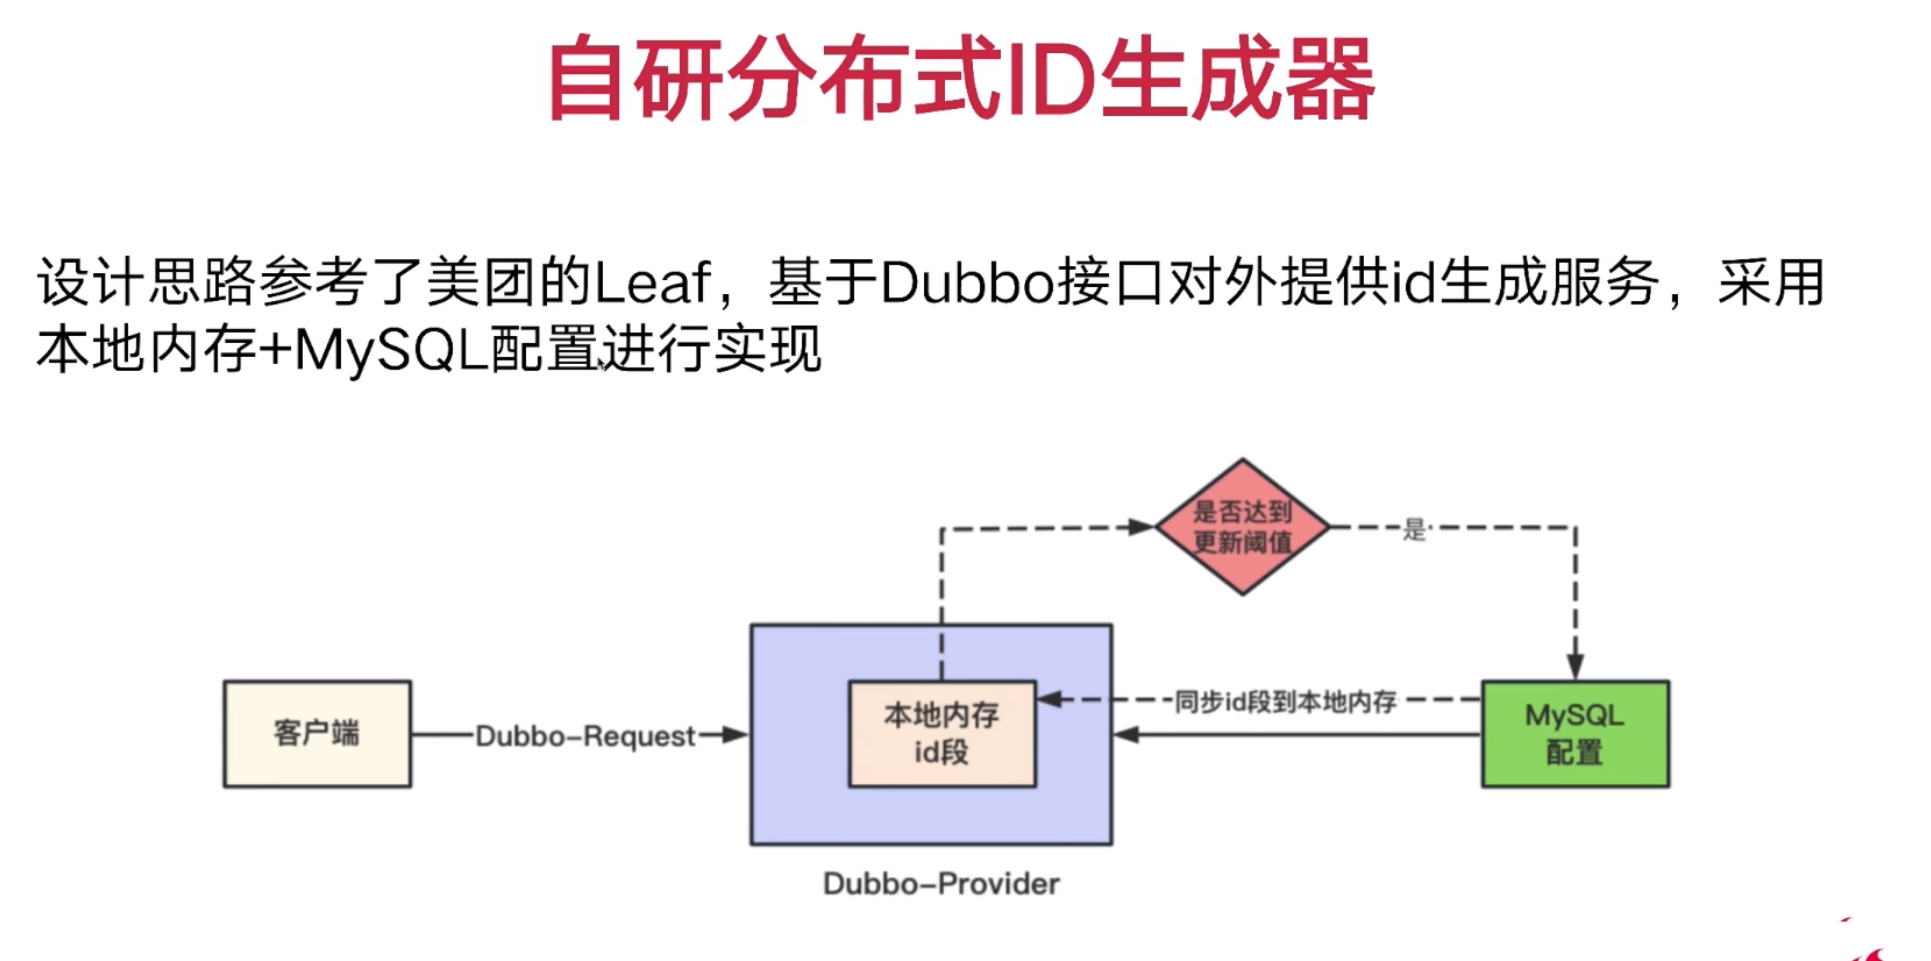 自研分布式ID生成器
设计思路参考了美团的Leaf，基于Dubbo接口对外提供id生成服务，采用
本地内存+MySQL配置进行实现
是否达到
更新阈值
是
客户端
Dubbo-Request
本地内存
id段
同步id段到本地内存
MySQL
配置
Dubbo-Provider